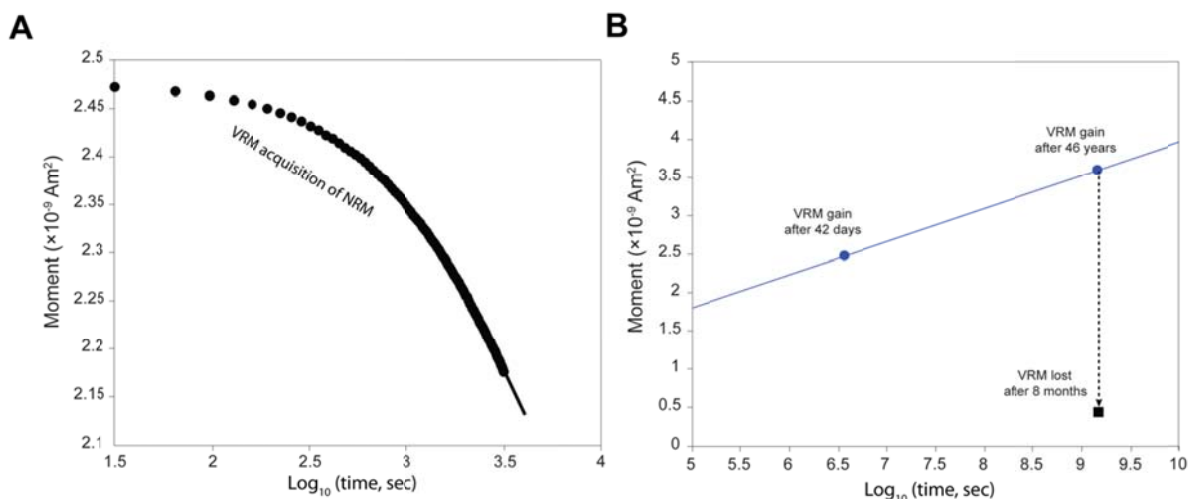 A
2.5
2.45
2.4
2.35
2.3
2.25
2.2
2.15
2.1
Moment (×10⁻⁹ Am²)
VRM acquisition of NRM
1.5 2 2.5 3 3.5 4
Log₁₀ (time, sec)
B
5
4.5
4
3.5
3
2.5
2
1.5
1
0.5
0
Moment (×10⁻⁹ Am²)
VRM gain
after 46 years
VRM gain
after 42 days
VRM lost
after 8 months
5 5.5 6 6.5 7 7.5 8 8.5 9 9.5 10
Log₁₀ (time, sec)